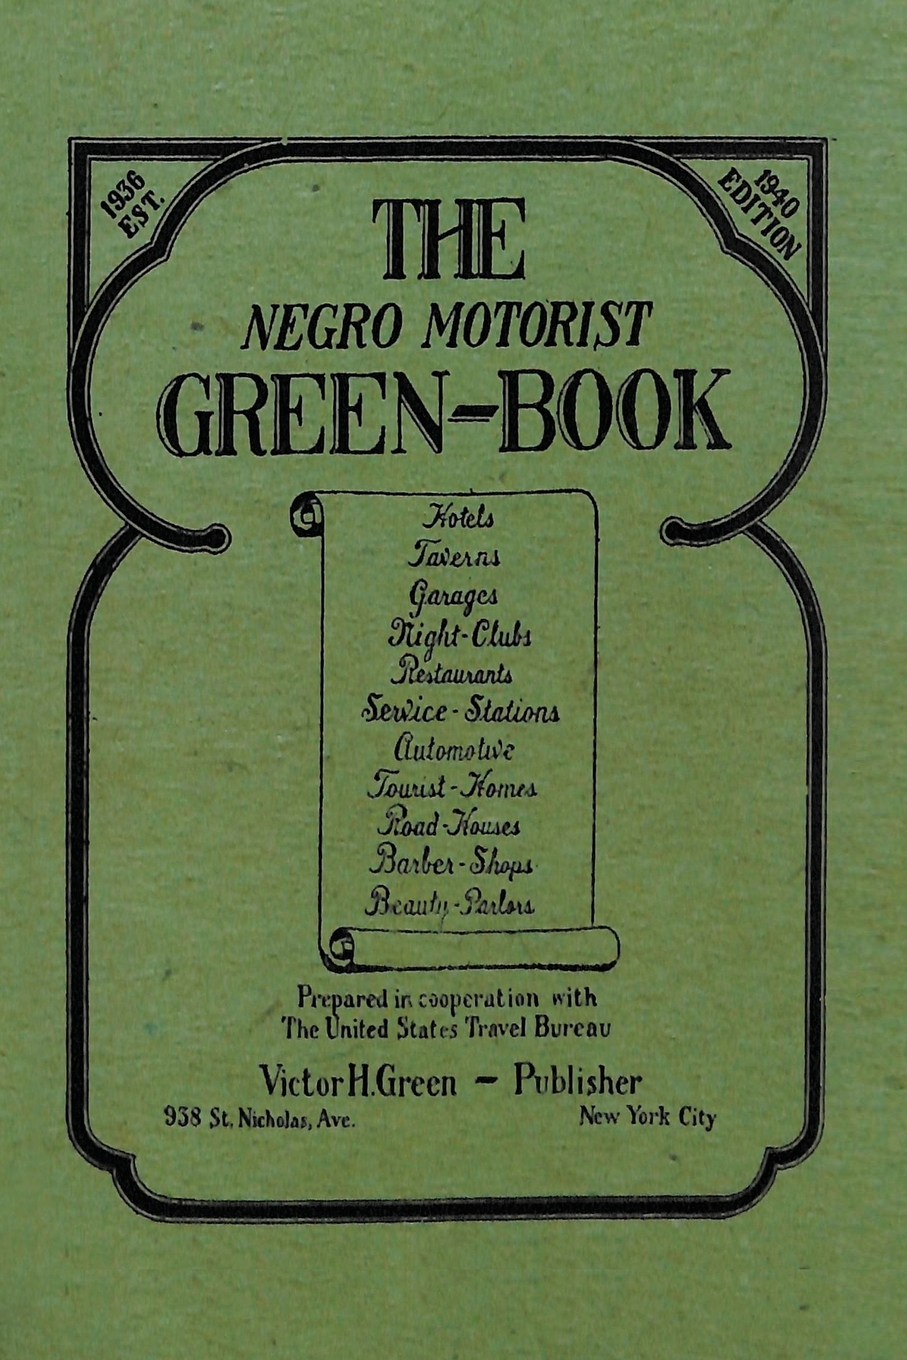 1936
EST.
1940
EDITION
THE
NEGRO MOTORIST
GREEN-BOOK
Hotels
Taverns
Garages
Night-Clubs
Restaurants
Service-Stations
Automotive
Tourist-Homes
Road-Houses
Barber-Shops
Beauty-Parlors
Prepared in cooperation with
The United States Travel Bureau
Victor H. Green - Publisher
938 St. Nicholas, Ave.
New York City